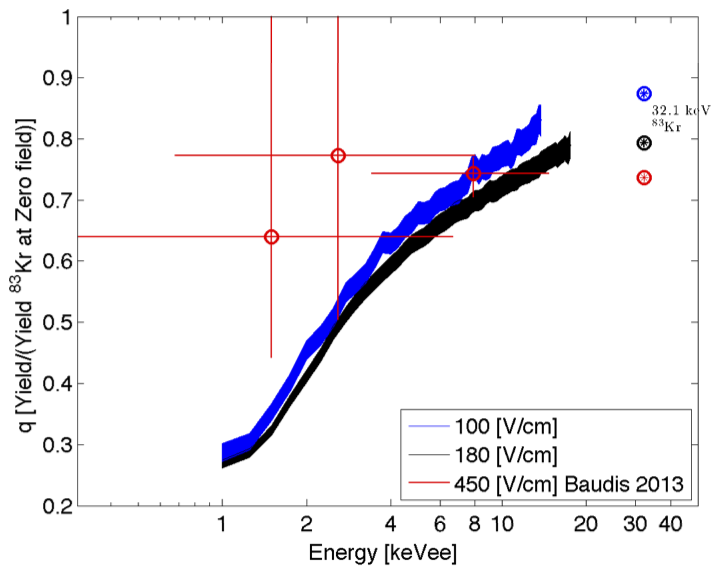 q [Yield/(Yield ⁸³Kr at Zero field)]
1
0.9
0.8
0.7
0.6
0.5
0.4
0.3
0.2
32.1 keV
⁸³Kr
100 [V/cm]
180 [V/cm]
450 [V/cm] Baudis 2013
1 2 4 6 8 10 20 30 40
Energy [keVee]